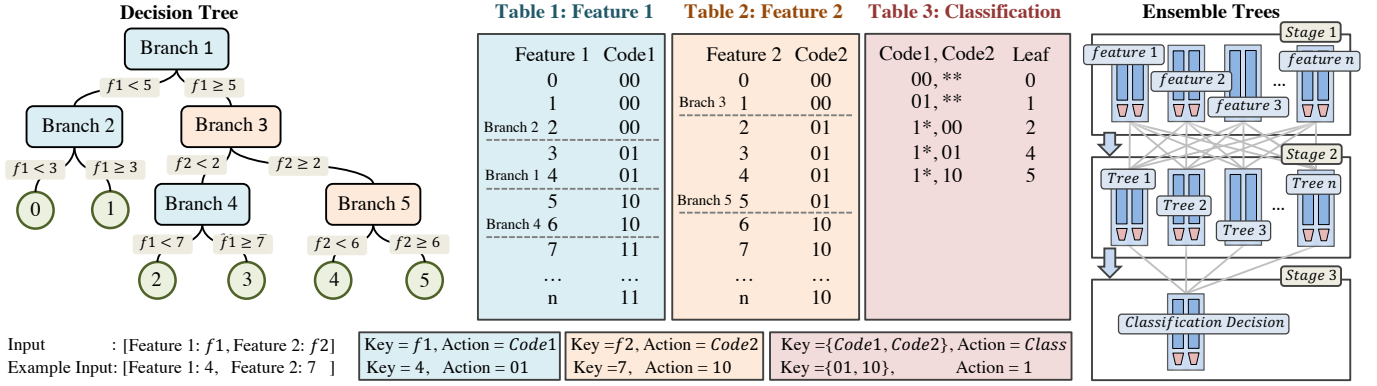 Decision Tree
Branch 1
f1 < 5
f1 ≥ 5
Branch 2
Branch 3
f1 < 3
f1 ≥ 3
f2 < 2
f2 ≥ 2
0
1
Branch 4
Branch 5
f1 < 7
f1 ≥ 7
f2 < 6
f2 ≥ 6
2
3
4
5
Input : [Feature 1: f1, Feature 2: f2]
Example Input: [Feature 1: 4, Feature 2: 7 ]
Table 1: Feature 1
Feature 1 Code1
0 00
1 00
Branch 2 2 00
3 01
Branch 1 4 01
5 10
Branch 4 6 10
7 11
... ...
n 11
Key = f1, Action = Code1
Key = 4, Action = 01
Table 2: Feature 2
Feature 2 Code2
0 00
Brach 3 1 00
2 01
3 01
4 01
Branch 5 5 01
6 10
7 10
... ...
n 10
Key =f2, Action = Code2
Key =7, Action = 10
Table 3: Classification
Code1, Code2 Leaf
00, ** 0
01, ** 1
1*, 00 2
1*, 01 4
1*, 10 5
Key ={Code1, Code2}, Action = Class
Key ={01, 10}, Action = 1
Ensemble Trees
Stage 1
feature 1
feature 2
feature 3
...
feature n
Stage 2
Tree 1
Tree 2
Tree 3
...
Tree n
Stage 3
Classification Decision